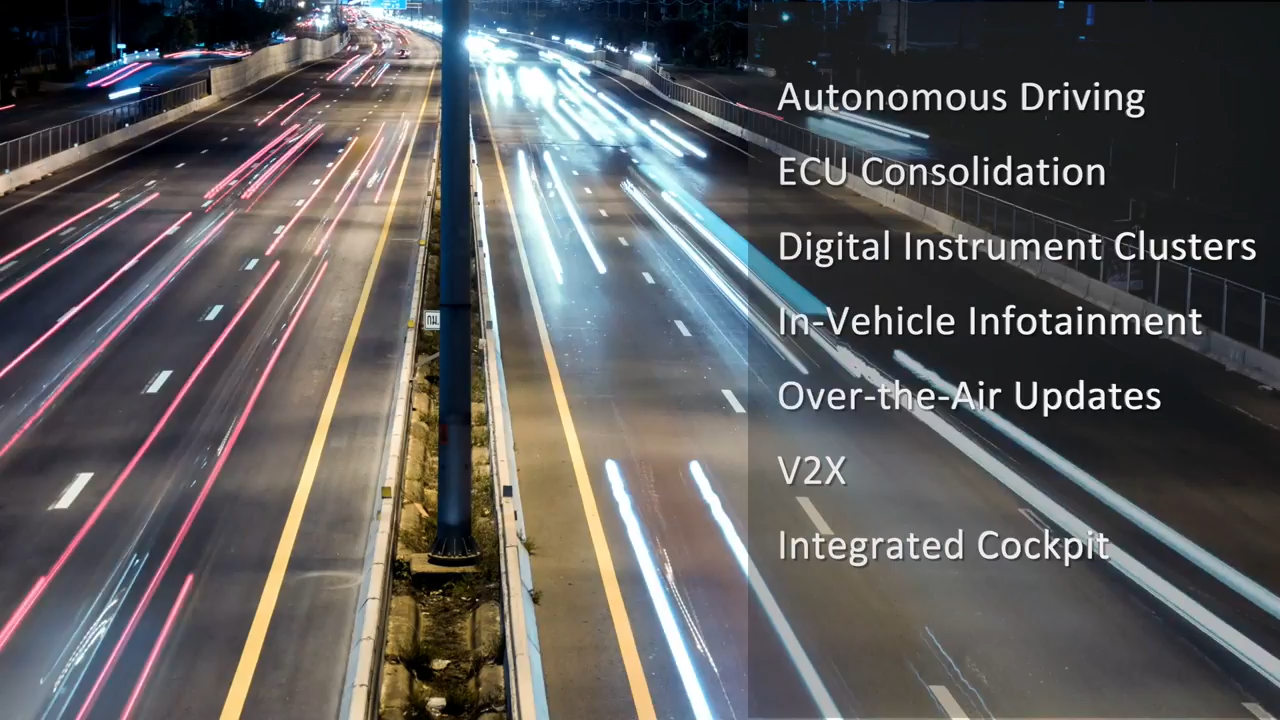 Autonomous Driving
ECU Consolidation
Digital Instrument Clusters
In-Vehicle Infotainment
Over-the-Air Updates
V2X
Integrated Cockpit